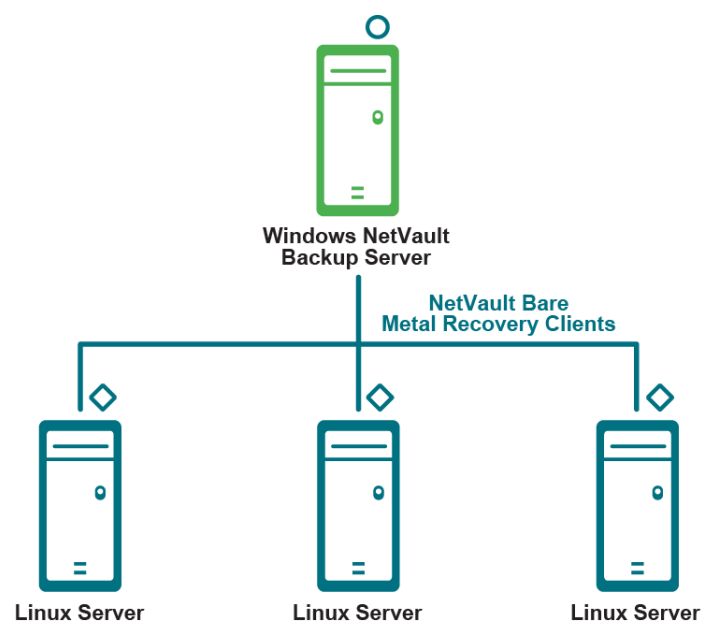 Windows NetVault
Backup Server
NetVault Bare
Metal Recovery Clients
Linux Server
Linux Server
Linux Server